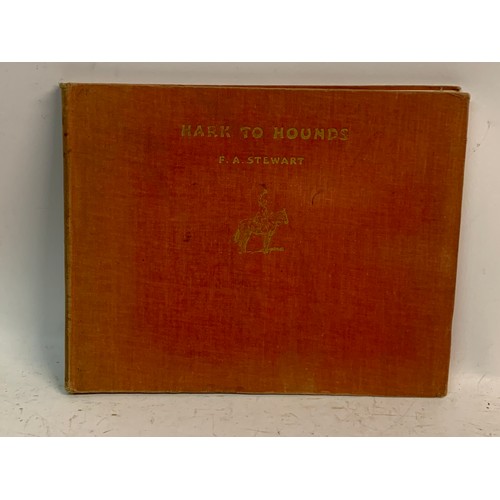 HARK TO HOUNDS
F. A. STEWART